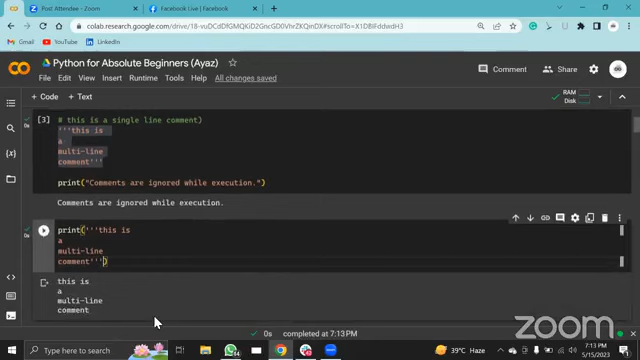 Post Attendee - Zoom
Facebook Live | Facebook
colab.research.google.com/drive/18-
Gmail YouTube LinkedIn
Python for Absolute Beginners (Ayaz)
File Edit View Insert Runtime Tools Help All changes saved
Comment Share
+ Code + Text
RAM
Disk
[3] # this is a single line comment)
'''this is
a
multi-line
comment'''
print("Comments are ignored while execution.")
Comments are ignored while execution.
print('''this is
a
multi-line
comment''')
this is
a
multi-line
comment
0s completed at 7:13 PM
zoom
Type here to search
39°C Haze
7:13 PM
5/15/2023